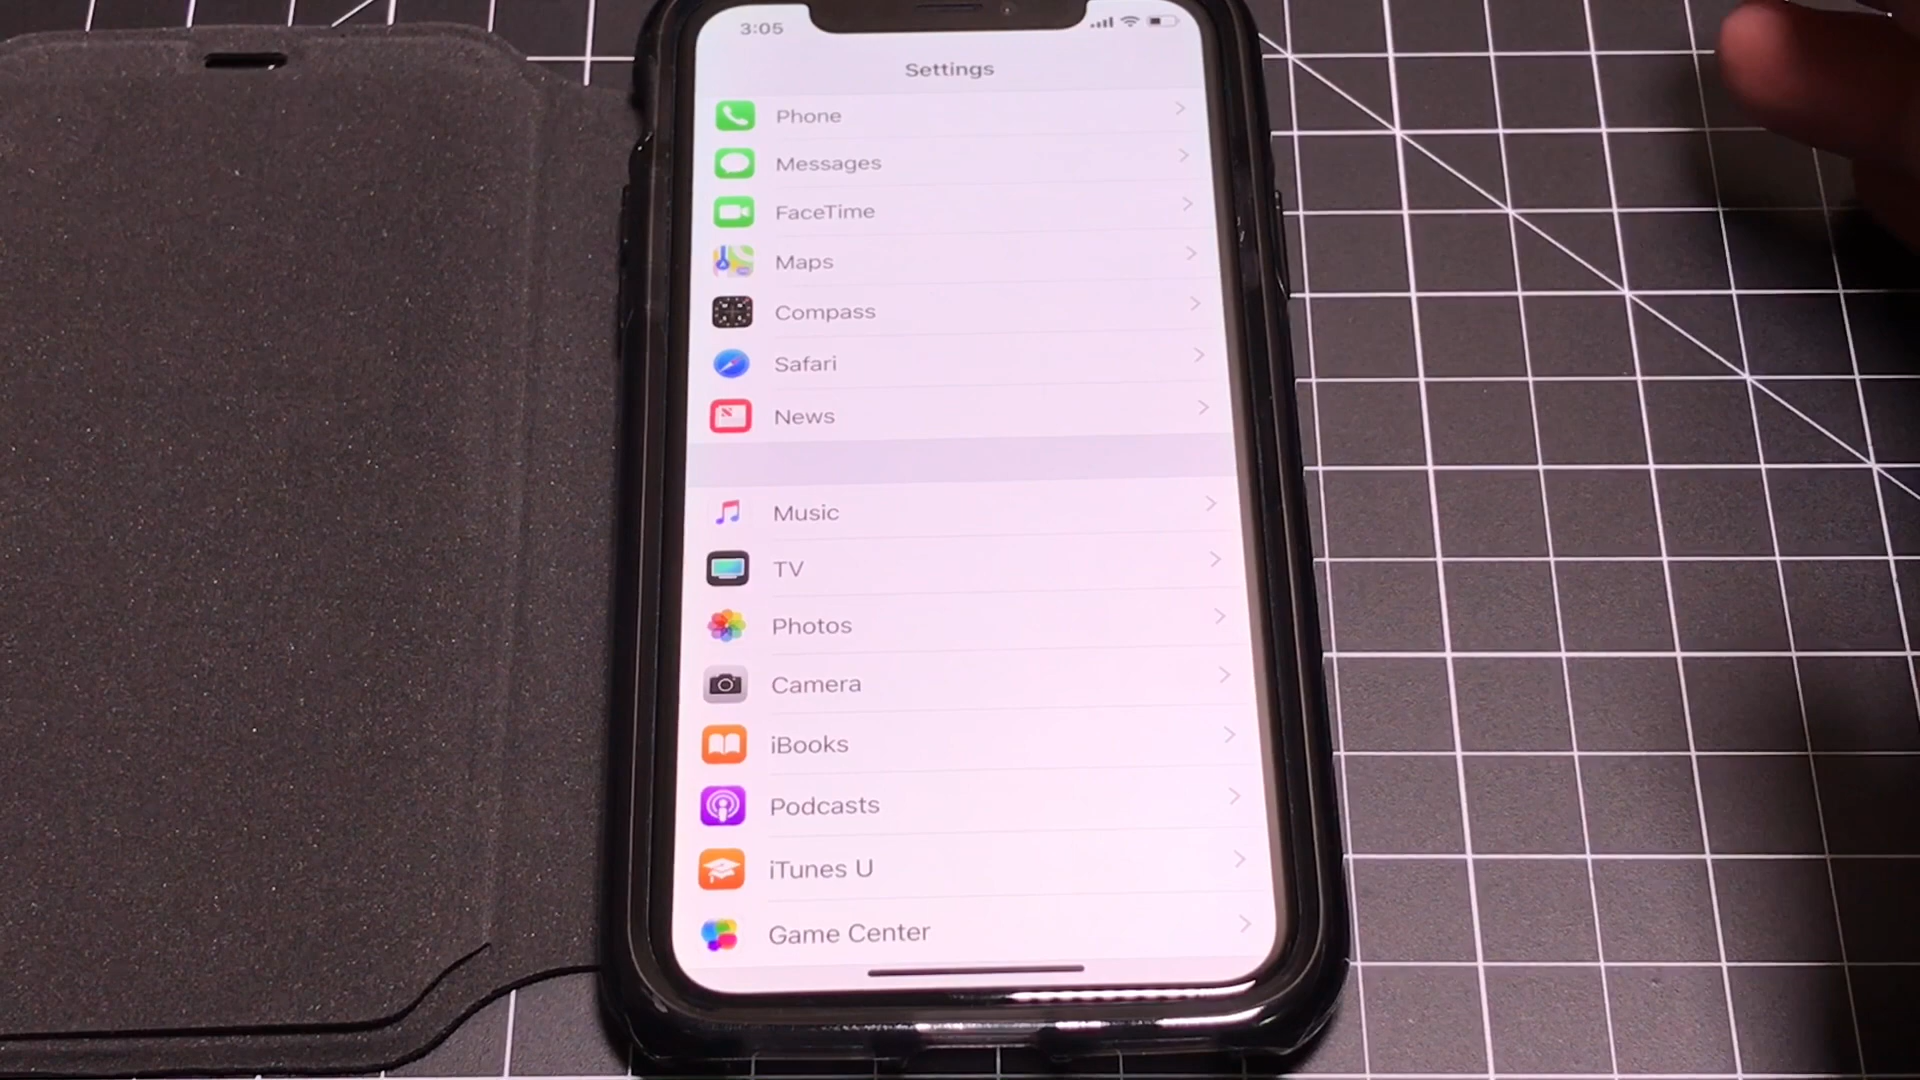 3:05
Settings
Phone
Messages
FaceTime
Maps
Compass
Safari
News
Music
TV
Photos
Camera
iBooks
Podcasts
iTunes U
Game Center